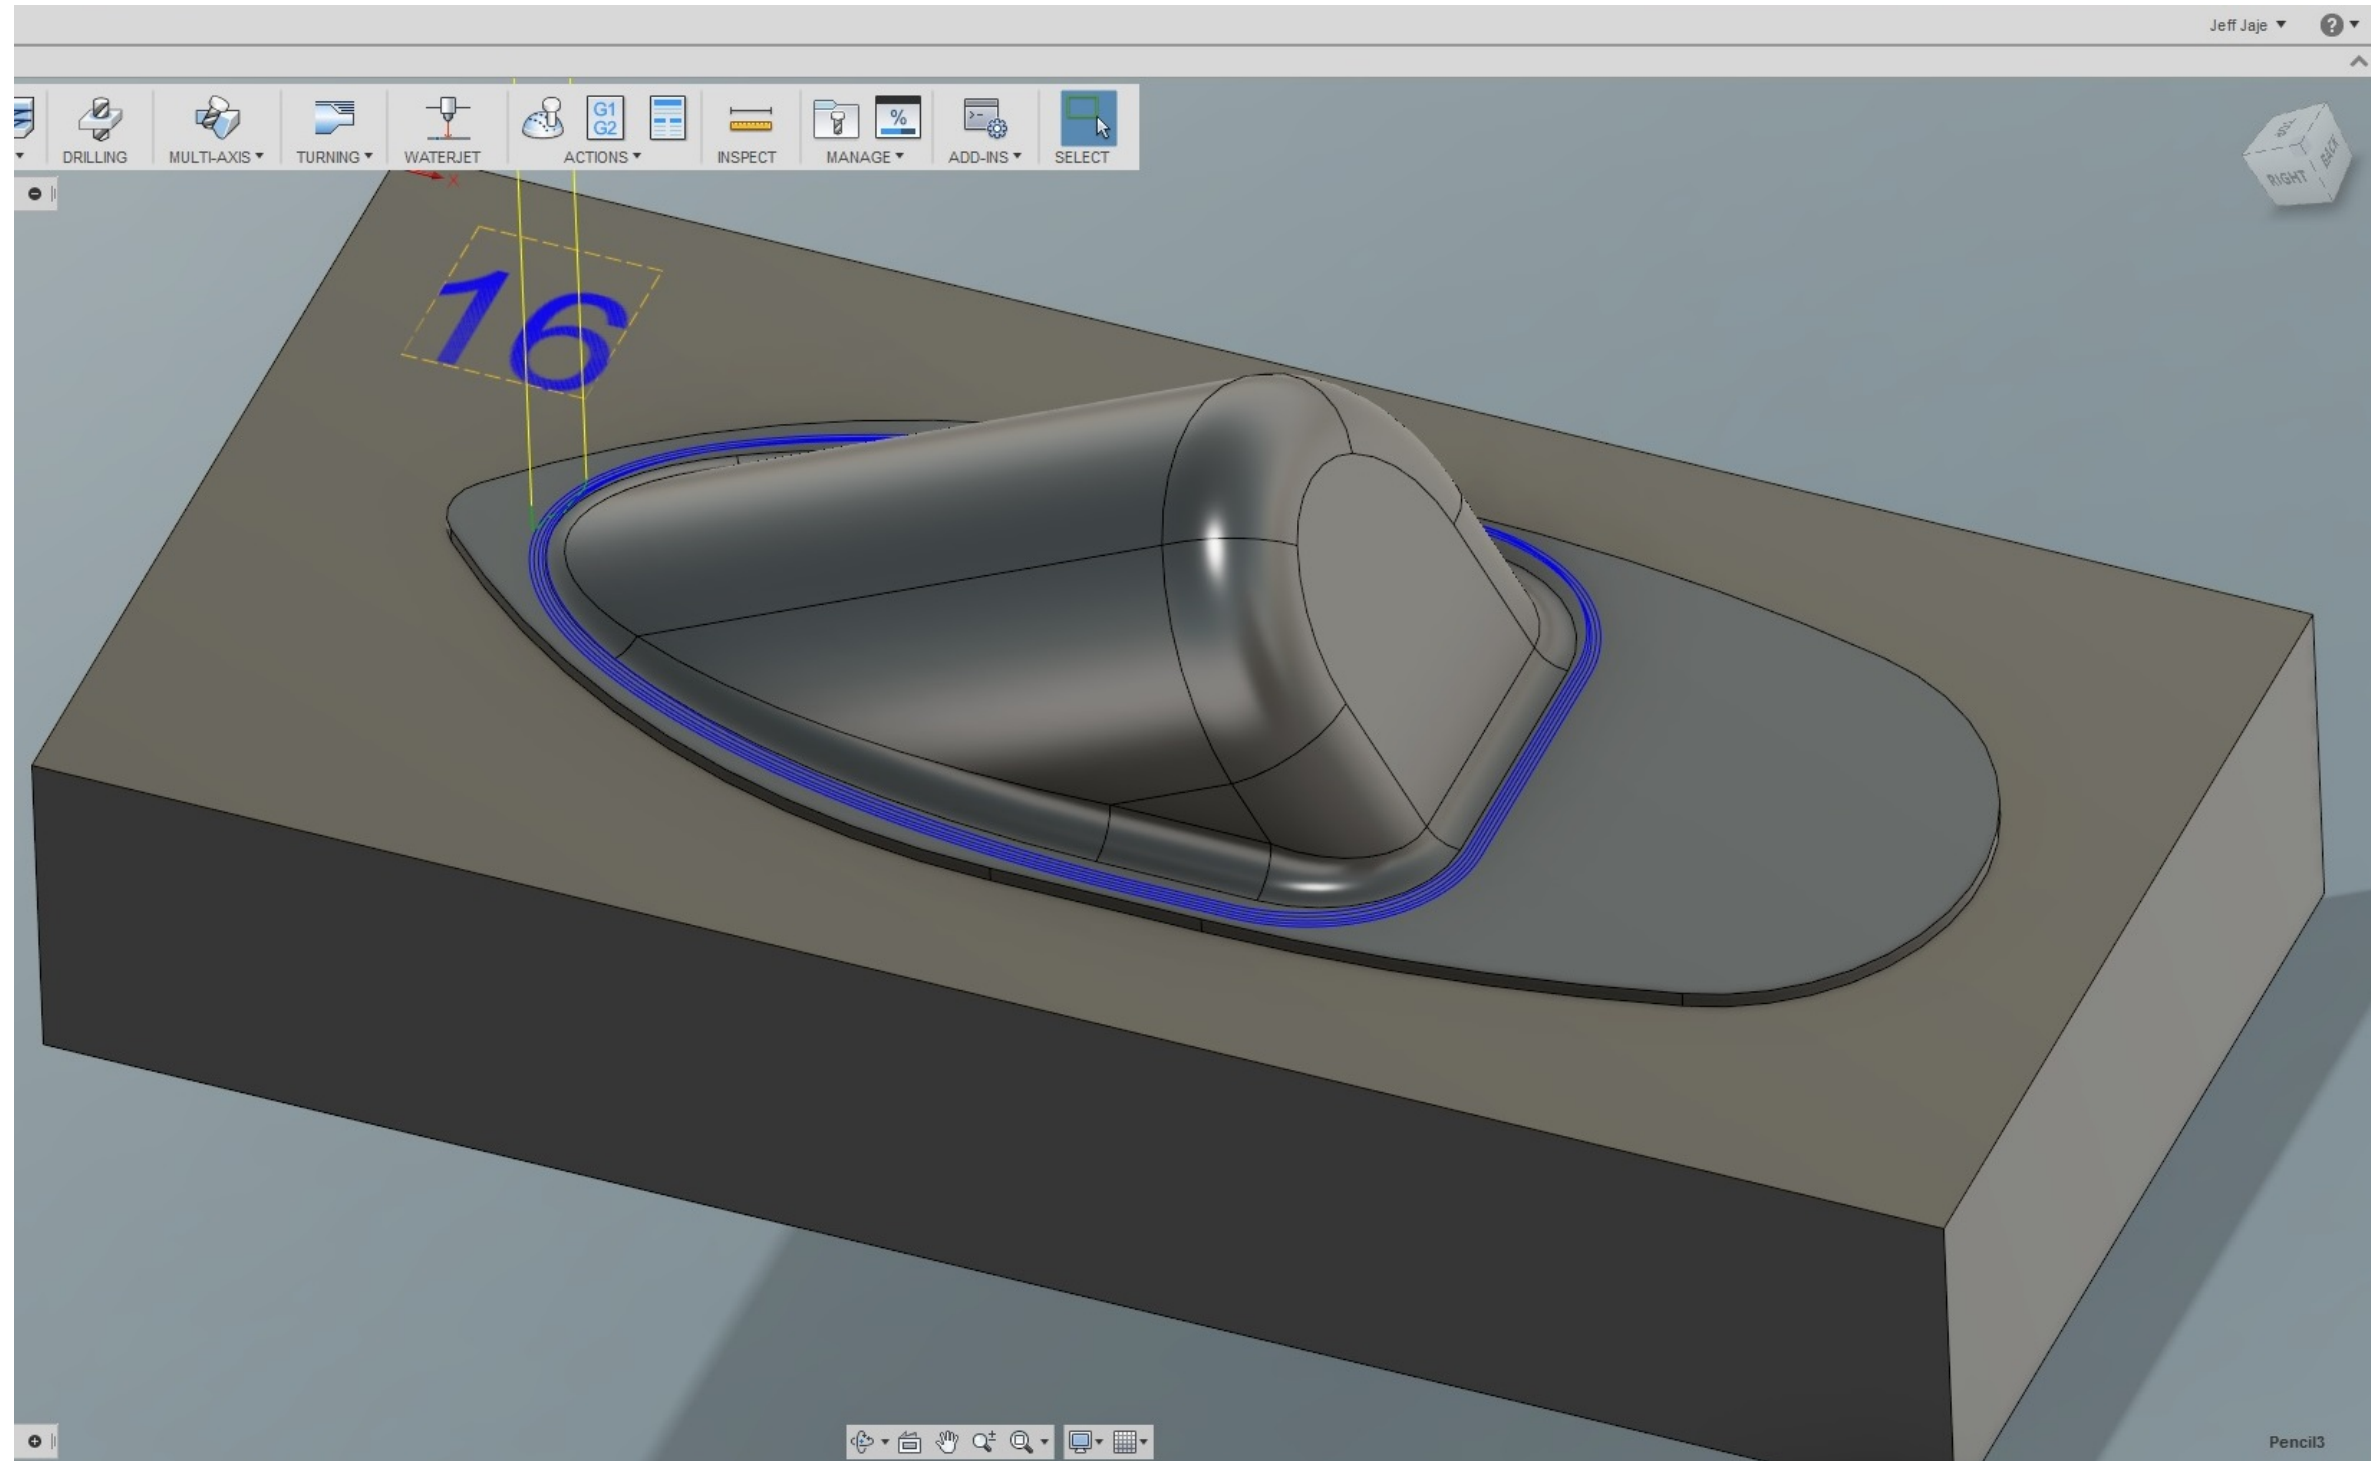 Jeff Jaje
G1
G2
%
DRILLING
MULTI-AXIS
TURNING
WATERJET
ACTIONS
INSPECT
MANAGE
ADD-INS
SELECT
X
TOP
BACK
RIGHT
16
Pencil3